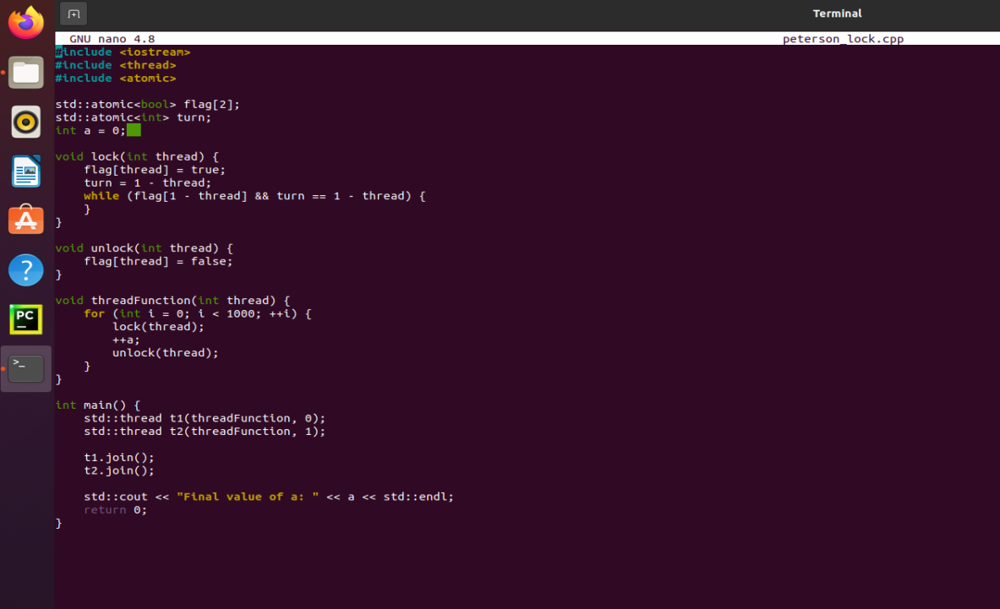 Terminal
GNU nano 4.8 peterson_lock.cpp
#include <iostream>
#include <thread>
#include <atomic>

std::atomic<bool> flag[2];
std::atomic<int> turn;
int a = 0;

void lock(int thread) {
    flag[thread] = true;
    turn = 1 - thread;
    while (flag[1 - thread] && turn == 1 - thread) {
    }
}

void unlock(int thread) {
    flag[thread] = false;
}

void threadFunction(int thread) {
    for (int i = 0; i < 1000; ++i) {
        lock(thread);
        ++a;
        unlock(thread);
    }
}

int main() {
    std::thread t1(threadFunction, 0);
    std::thread t2(threadFunction, 1);

    t1.join();
    t2.join();

    std::cout << "Final value of a: " << a << std::endl;
    return 0;
}
PC
>_
?